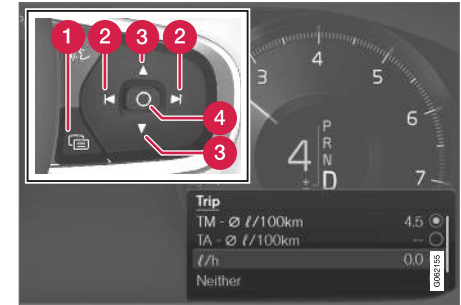 1 2 3 2
4
3
3 4 5 6 7
P
R
N
D
4
±
Trip
TM - Ø ℓ/100km 4.5
TA - Ø ℓ/100km --
ℓ/h 0.0
Neither
G062155